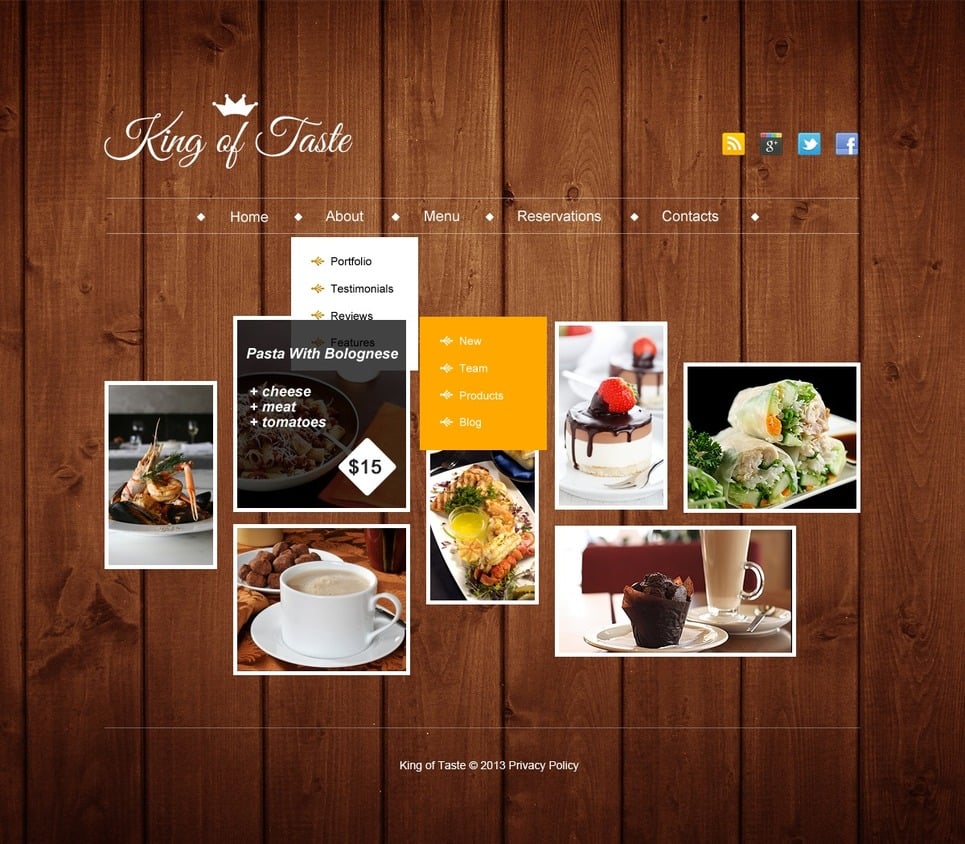 King of Taste
g+
Home
About
Menu
Reservations
Contacts
Portfolio
Testimonials
Reviews
Features
New
Team
Products
Blog
Pasta With Bolognese
+ cheese
+ meat
+ tomatoes
$15
King of Taste © 2013 Privacy Policy